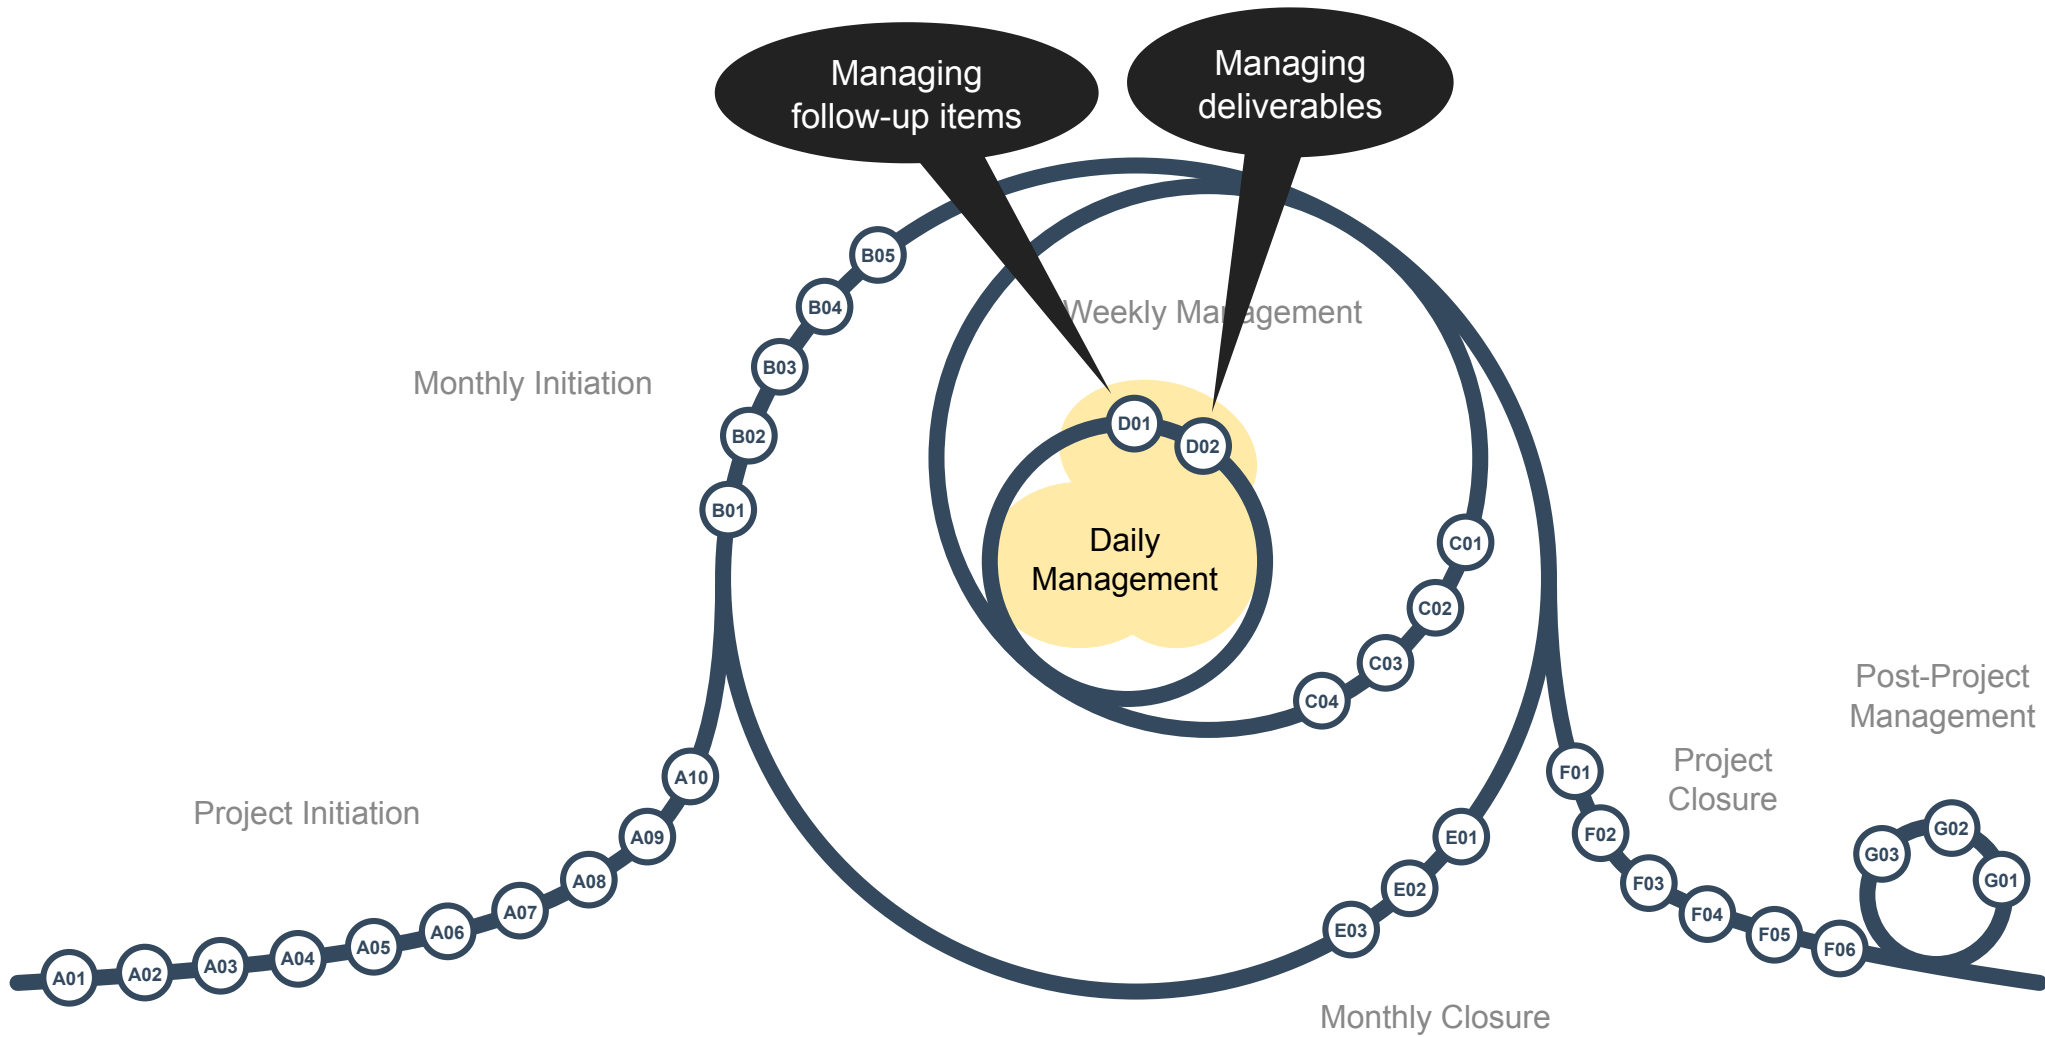 Managing
follow-up items
Managing
deliverables
B05
B04
Weekly Management
B03
Monthly Initiation
D01
B02
D02
B01
Daily
Management
C01
C02
C03
C04
Post-Project
Management
A10
F01
Project
Closure
Project Initiation
A09
E01
F02
G02
G03
A08
E02
F03
G01
A07
F04
A06
E03
F05
A05
F06
A04
A03
A02
A01
Monthly Closure